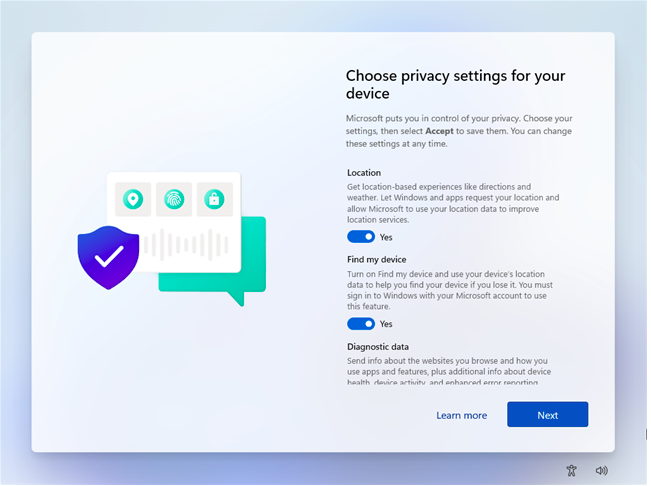 Choose privacy settings for your
device
Microsoft puts you in control of your privacy. Choose your
settings, then select Accept to save them. You can change
these settings at any time.
Location
Get location-based experiences like directions and
weather. Let Windows and apps request your location and
allow Microsoft to use your location data to improve
location services.
Yes
Find my device
Turn on Find my device and use your device's location
data to help you find your device if you lose it. You must
sign in to Windows with your Microsoft account to use
this feature.
Yes
Diagnostic data
Send info about the websites you browse and how you
use apps and features, plus additional info about device
health, device activity, and enhanced error reporting.
Learn more
Next